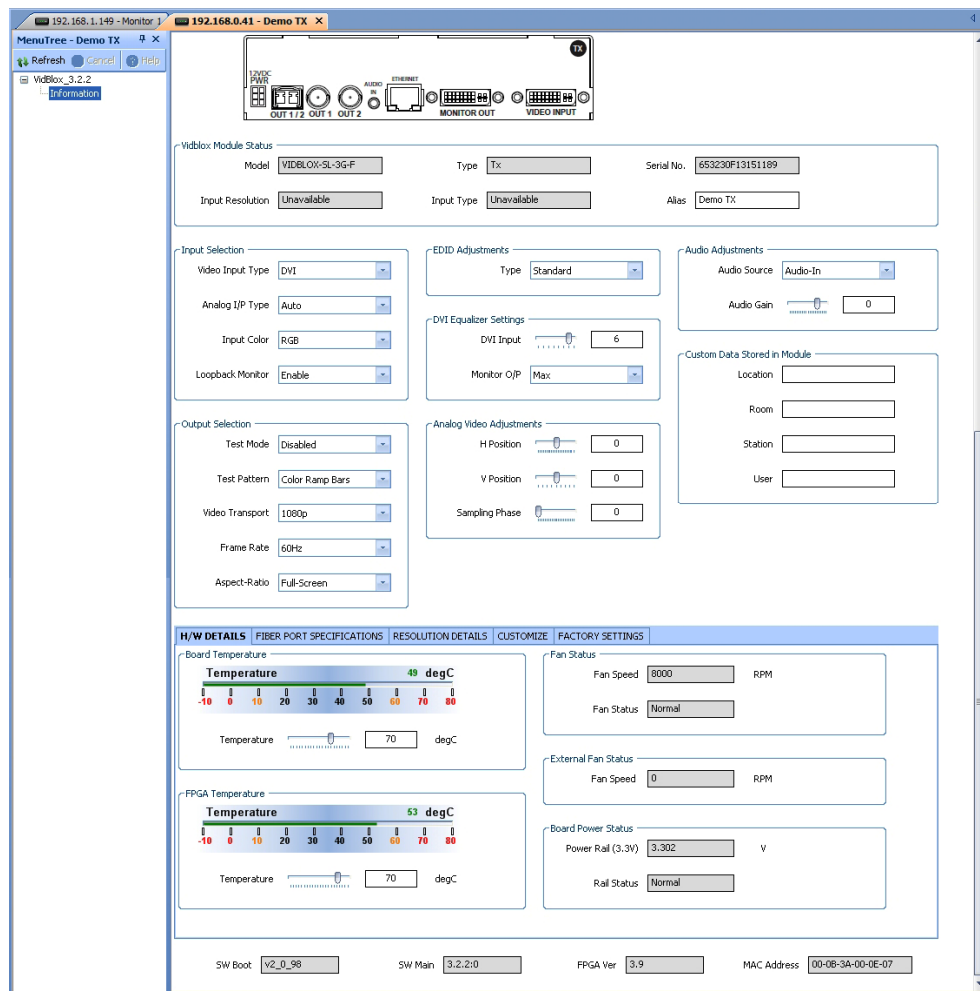 192.168.1.149 - Monitor 1
192.168.0.41 - Demo TX
MenuTree - Demo TX
Refresh Cancel Help
VidBlox_3.2.2
Information
TX
12VDC
PWR
AUDIO
IN
ETHERNET
OUT 1 / 2 OUT 1 OUT 2 MONITOR OUT VIDEO INPUT
Vidblox Module Status
Model VIDBLOX-SL-3G-F Type Tx Serial No. 653230F13151189
Input Resolution Unavailable Input Type Unavailable Alias Demo TX
Input Selection
Video Input Type DVI
Analog I/P Type Auto
Input Color RGB
Loopback Monitor Enable
EDID Adjustments
Type Standard
DVI Equalizer Settings
DVI Input 6
Monitor O/P Max
Audio Adjustments
Audio Source Audio-In
Audio Gain 0
Custom Data Stored in Module
Location
Room
Station
User
Output Selection
Test Mode Disabled
Test Pattern Color Ramp Bars
Video Transport 1080p
Frame Rate 60Hz
Aspect-Ratio Full-Screen
Analog Video Adjustments
H Position 0
V Position 0
Sampling Phase 0
H/W DETAILS FIBER PORT SPECIFICATIONS RESOLUTION DETAILS CUSTOMIZE FACTORY SETTINGS
Board Temperature
Temperature 49 degC
-10 0 10 20 30 40 50 60 70 80
Temperature 70 degC
FPGA Temperature
Temperature 53 degC
-10 0 10 20 30 40 50 60 70 80
Temperature 70 degC
Fan Status
Fan Speed 8000 RPM
Fan Status Normal
External Fan Status
Fan Speed 0 RPM
Board Power Status
Power Rail (3.3V) 3.302 V
Rail Status Normal
SW Boot v2_0_98 SW Main 3.2.2:0 FPGA Ver 3.9 MAC Address 00-0B-3A-00-0E-07